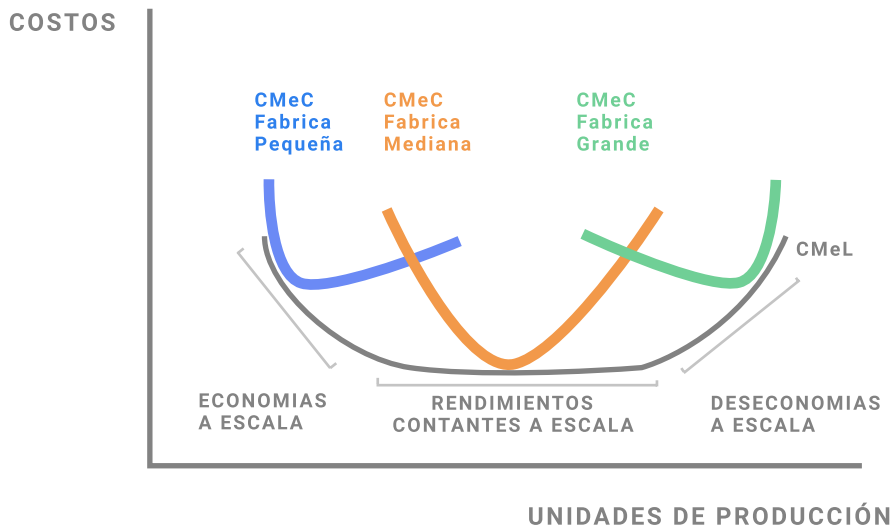 COSTOS
CMeC
Fabrica
Pequeña
CMeC
Fabrica
Mediana
CMeC
Fabrica
Grande
CMeL
ECONOMIAS
A ESCALA
RENDIMIENTOS
CONTANTES A ESCALA
DESECONOMIAS
A ESCALA
UNIDADES DE PRODUCCIÓN